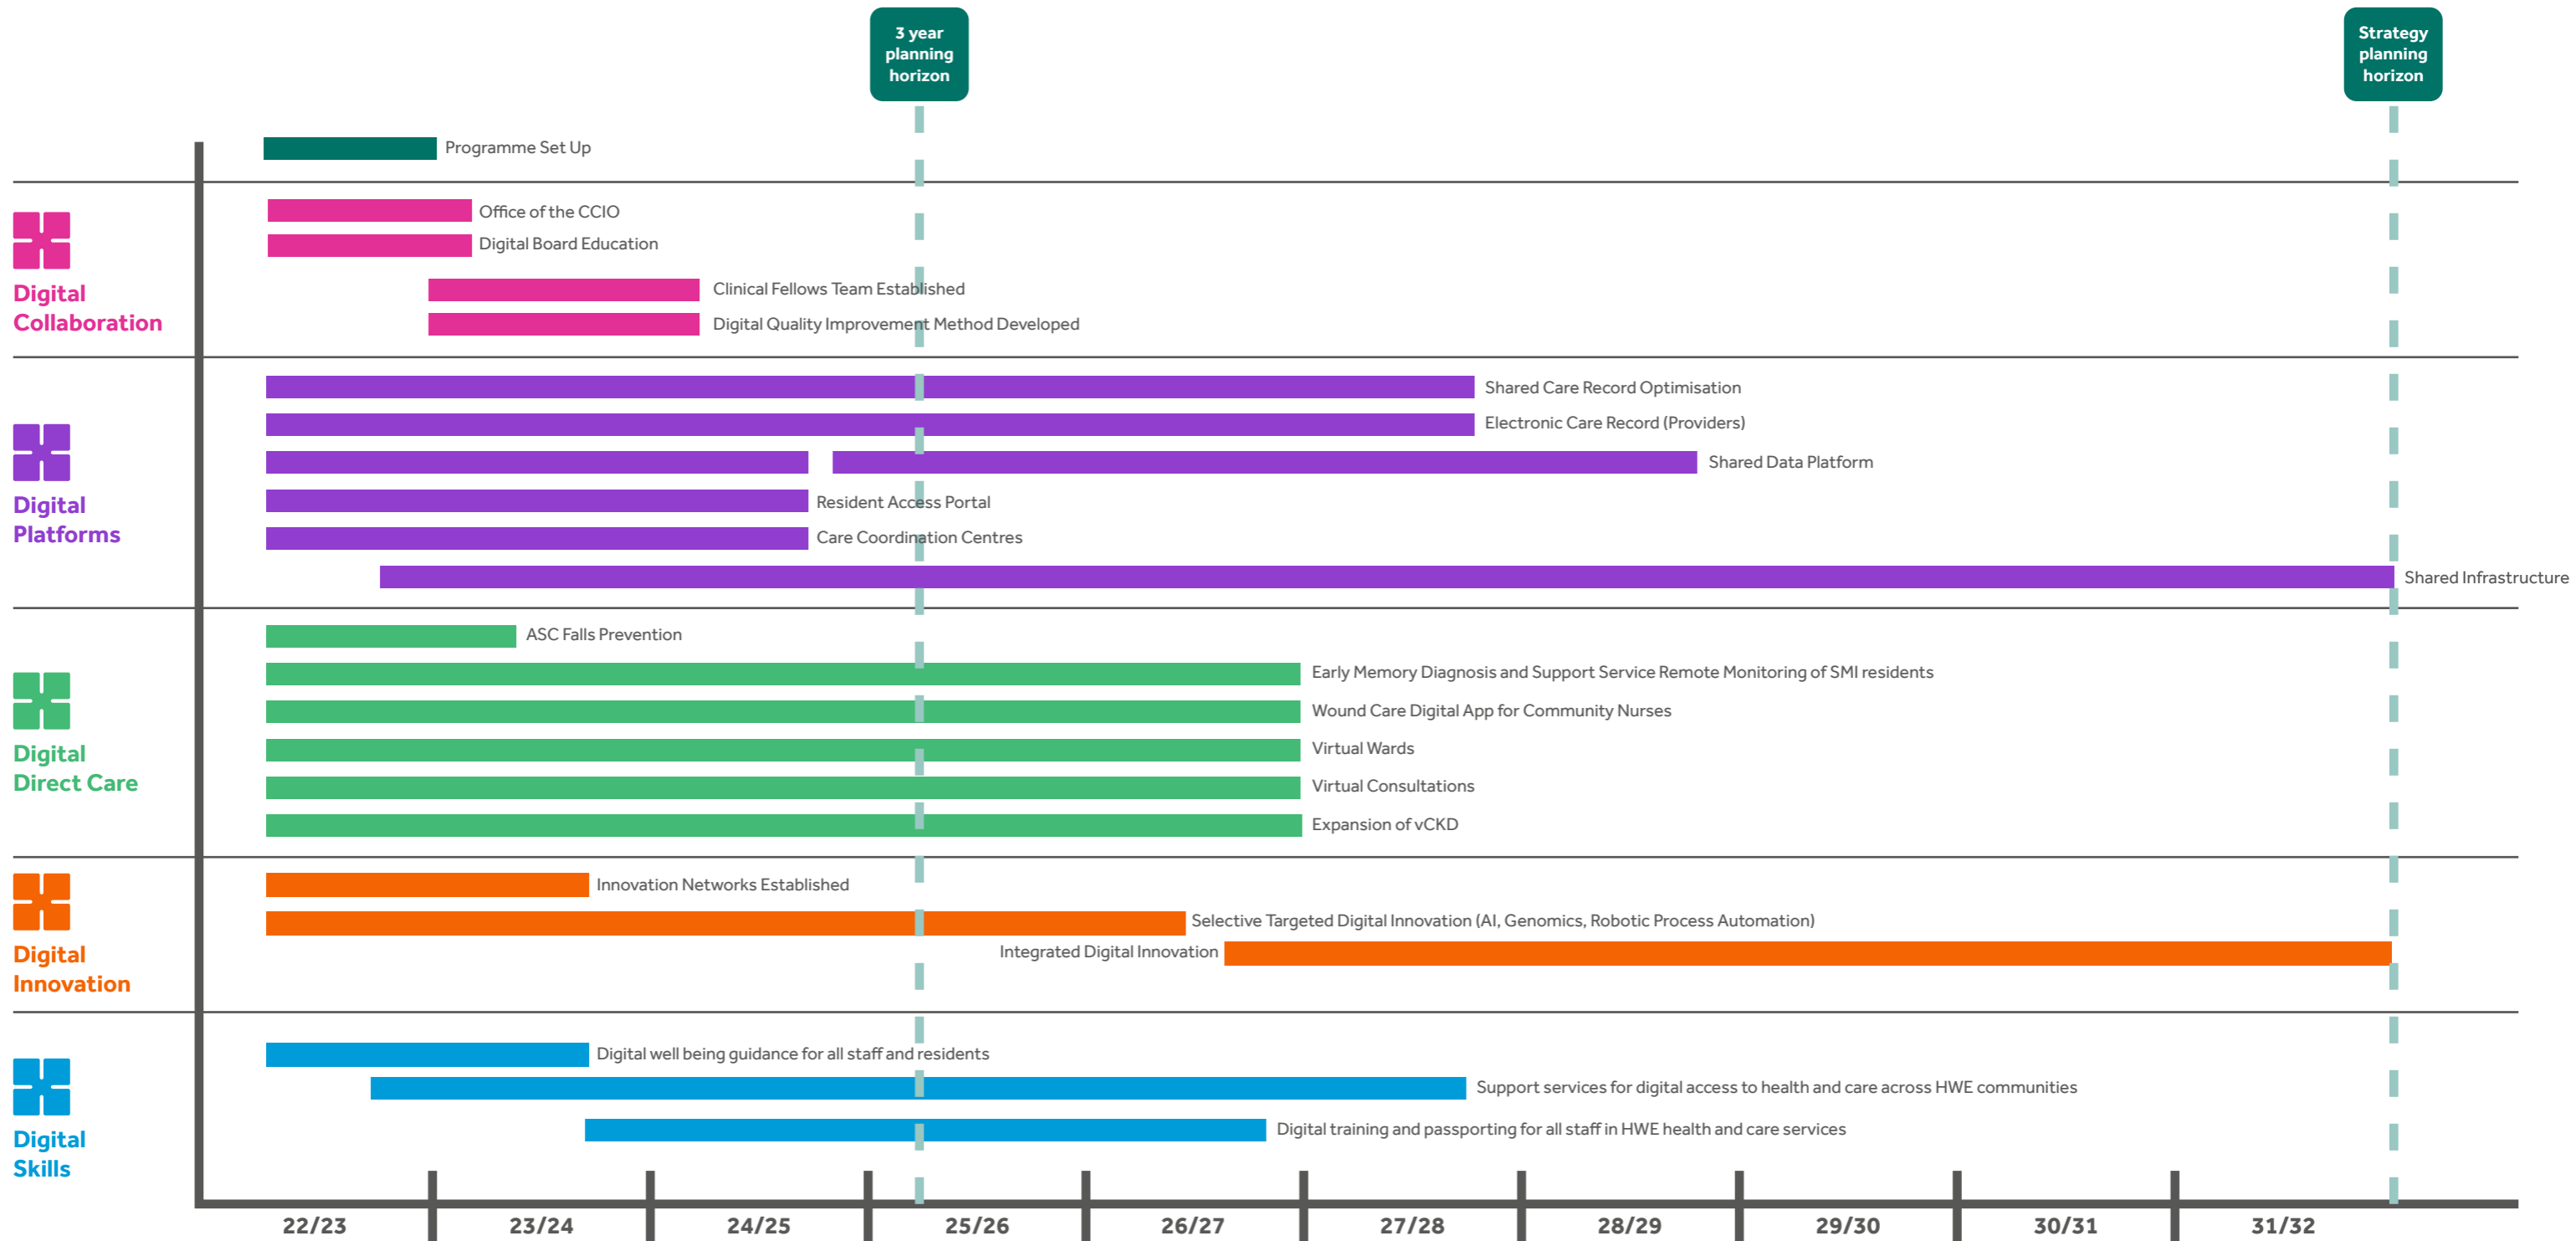 3 year
planning
horizon
Strategy
planning
horizon
Programme Set Up
Digital
Collaboration
Office of the CCIO
Digital Board Education
Clinical Fellows Team Established
Digital Quality Improvement Method Developed
Digital
Platforms
Shared Care Record Optimisation
Electronic Care Record (Providers)
Shared Data Platform
Resident Access Portal
Care Coordination Centres
Shared Infrastructure
Digital
Direct Care
ASC Falls Prevention
Early Memory Diagnosis and Support Service Remote Monitoring of SMI residents
Wound Care Digital App for Community Nurses
Virtual Wards
Virtual Consultations
Expansion of vCKD
Digital
Innovation
Innovation Networks Established
Selective Targeted Digital Innovation (AI, Genomics, Robotic Process Automation)
Integrated Digital Innovation
Digital
Skills
Digital well being guidance for all staff and residents
Support services for digital access to health and care across HWE communities
Digital training and passporting for all staff in HWE health and care services
22/23 23/24 24/25 25/26 26/27 27/28 28/29 29/30 30/31 31/32